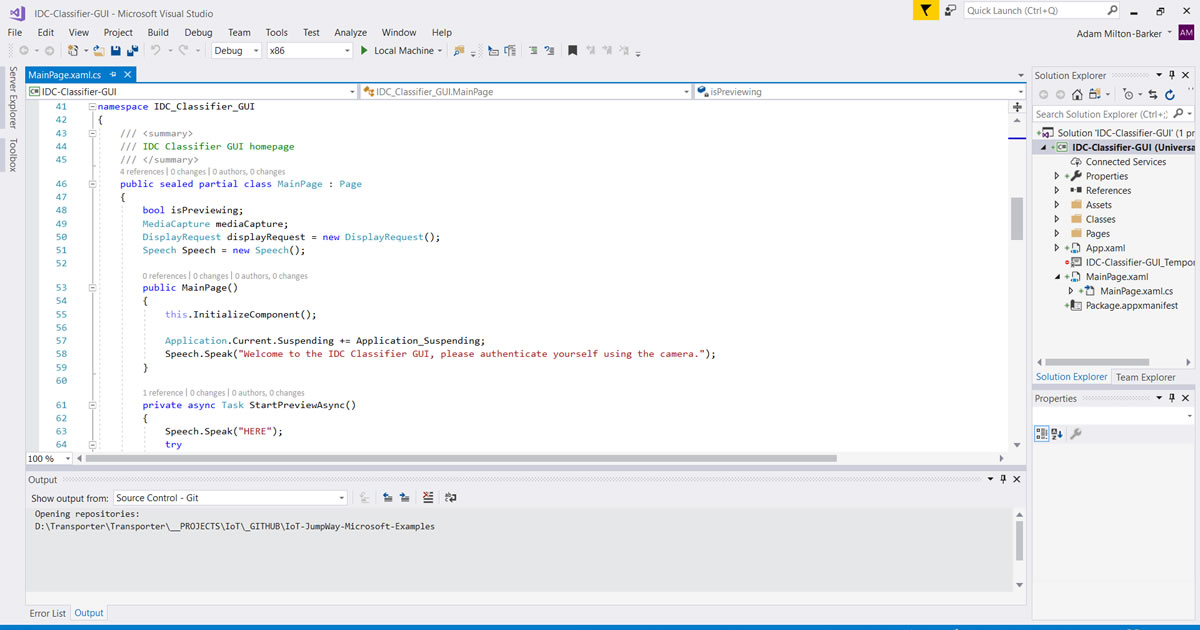 IDC-Classifier-GUI - Microsoft Visual Studio
Quick Launch (Ctrl+Q)
File Edit View Project Build Debug Team Tools Test Analyze Window Help
Adam Milton-Barker AM
Debug x86 Local Machine
Server Explorer
Toolbox
MainPage.xaml.cs
IDC-Classifier-GUI IDC_Classifier_GUI.MainPage isPreviewing
41 namespace IDC_Classifier_GUI
42 {
43 /// <summary>
44 /// IDC Classifier GUI homepage
45 /// </summary>
4 references | 0 changes | 0 authors, 0 changes
46 public sealed partial class MainPage : Page
47 {
48 bool isPreviewing;
49 MediaCapture mediaCapture;
50 DisplayRequest displayRequest = new DisplayRequest();
51 Speech Speech = new Speech();
52
0 references | 0 changes | 0 authors, 0 changes
53 public MainPage()
54 {
55 this.InitializeComponent();
56
57 Application.Current.Suspending += Application_Suspending;
58 Speech.Speak("Welcome to the IDC Classifier GUI, please authenticate yourself using the camera.");
59 }
60
1 reference | 0 changes | 0 authors, 0 changes
61 private async Task StartPreviewAsync()
62 {
63 Speech.Speak("HERE");
64 try
100 %
Output
Show output from: Source Control - Git
Opening repositories:
D:\Transporter\Transporter\__PROJECTS\IoT\_GITHUB\IoT-JumpWay-Microsoft-Examples
Error List Output
Solution Explorer
Search Solution Explorer (Ctrl+;)
Solution 'IDC-Classifier-GUI' (1 pr
IDC-Classifier-GUI (Universa
Connected Services
Properties
References
Assets
Classes
Pages
App.xaml
IDC-Classifier-GUI_Tempor
MainPage.xaml
MainPage.xaml.cs
Package.appxmanifest
Solution Explorer Team Explorer
Properties